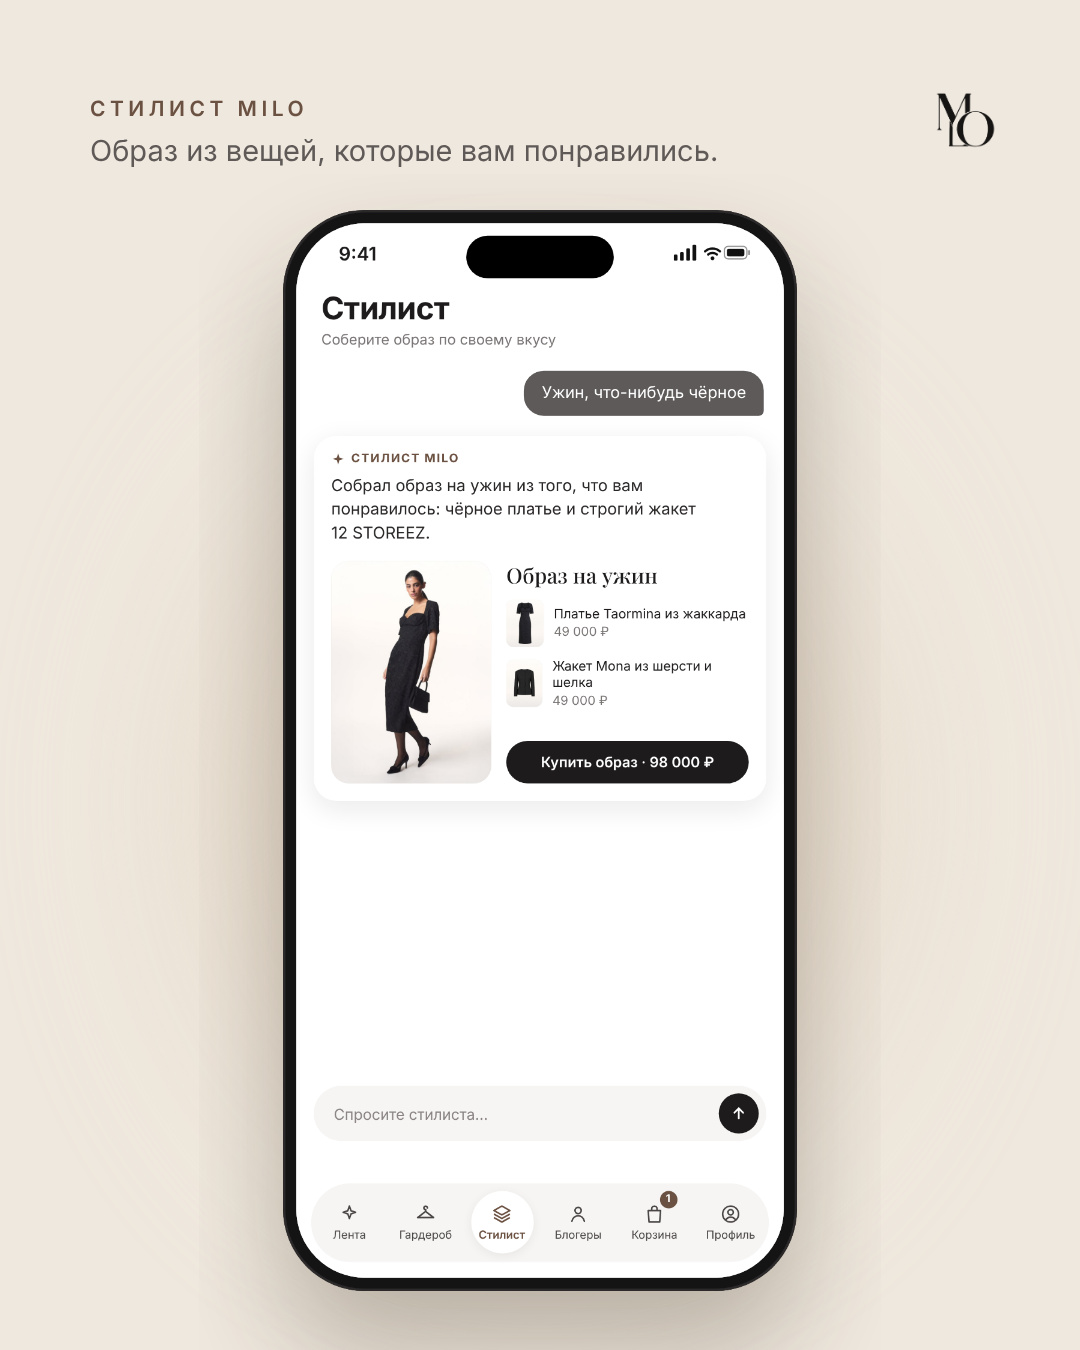 СТИЛИСТ MILO
MILO
Образ из вещей, которые вам понравились.
9:41
Стилист
Соберите образ по своему вкусу
Ужин, что-нибудь чёрное
СТИЛИСТ MILO
Собрал образ на ужин из того, что вам
понравилось: чёрное платье и строгий жакет
12 STOREEZ.
Образ на ужин
Платье Taormina из жаккарда
49 000 ₽
Жакет Mona из шерсти и
шелка
49 000 ₽
Купить образ · 98 000 ₽
Спросите стилиста...
1
Лента
Гардероб
Стилист
Блогеры
Корзина
Профиль